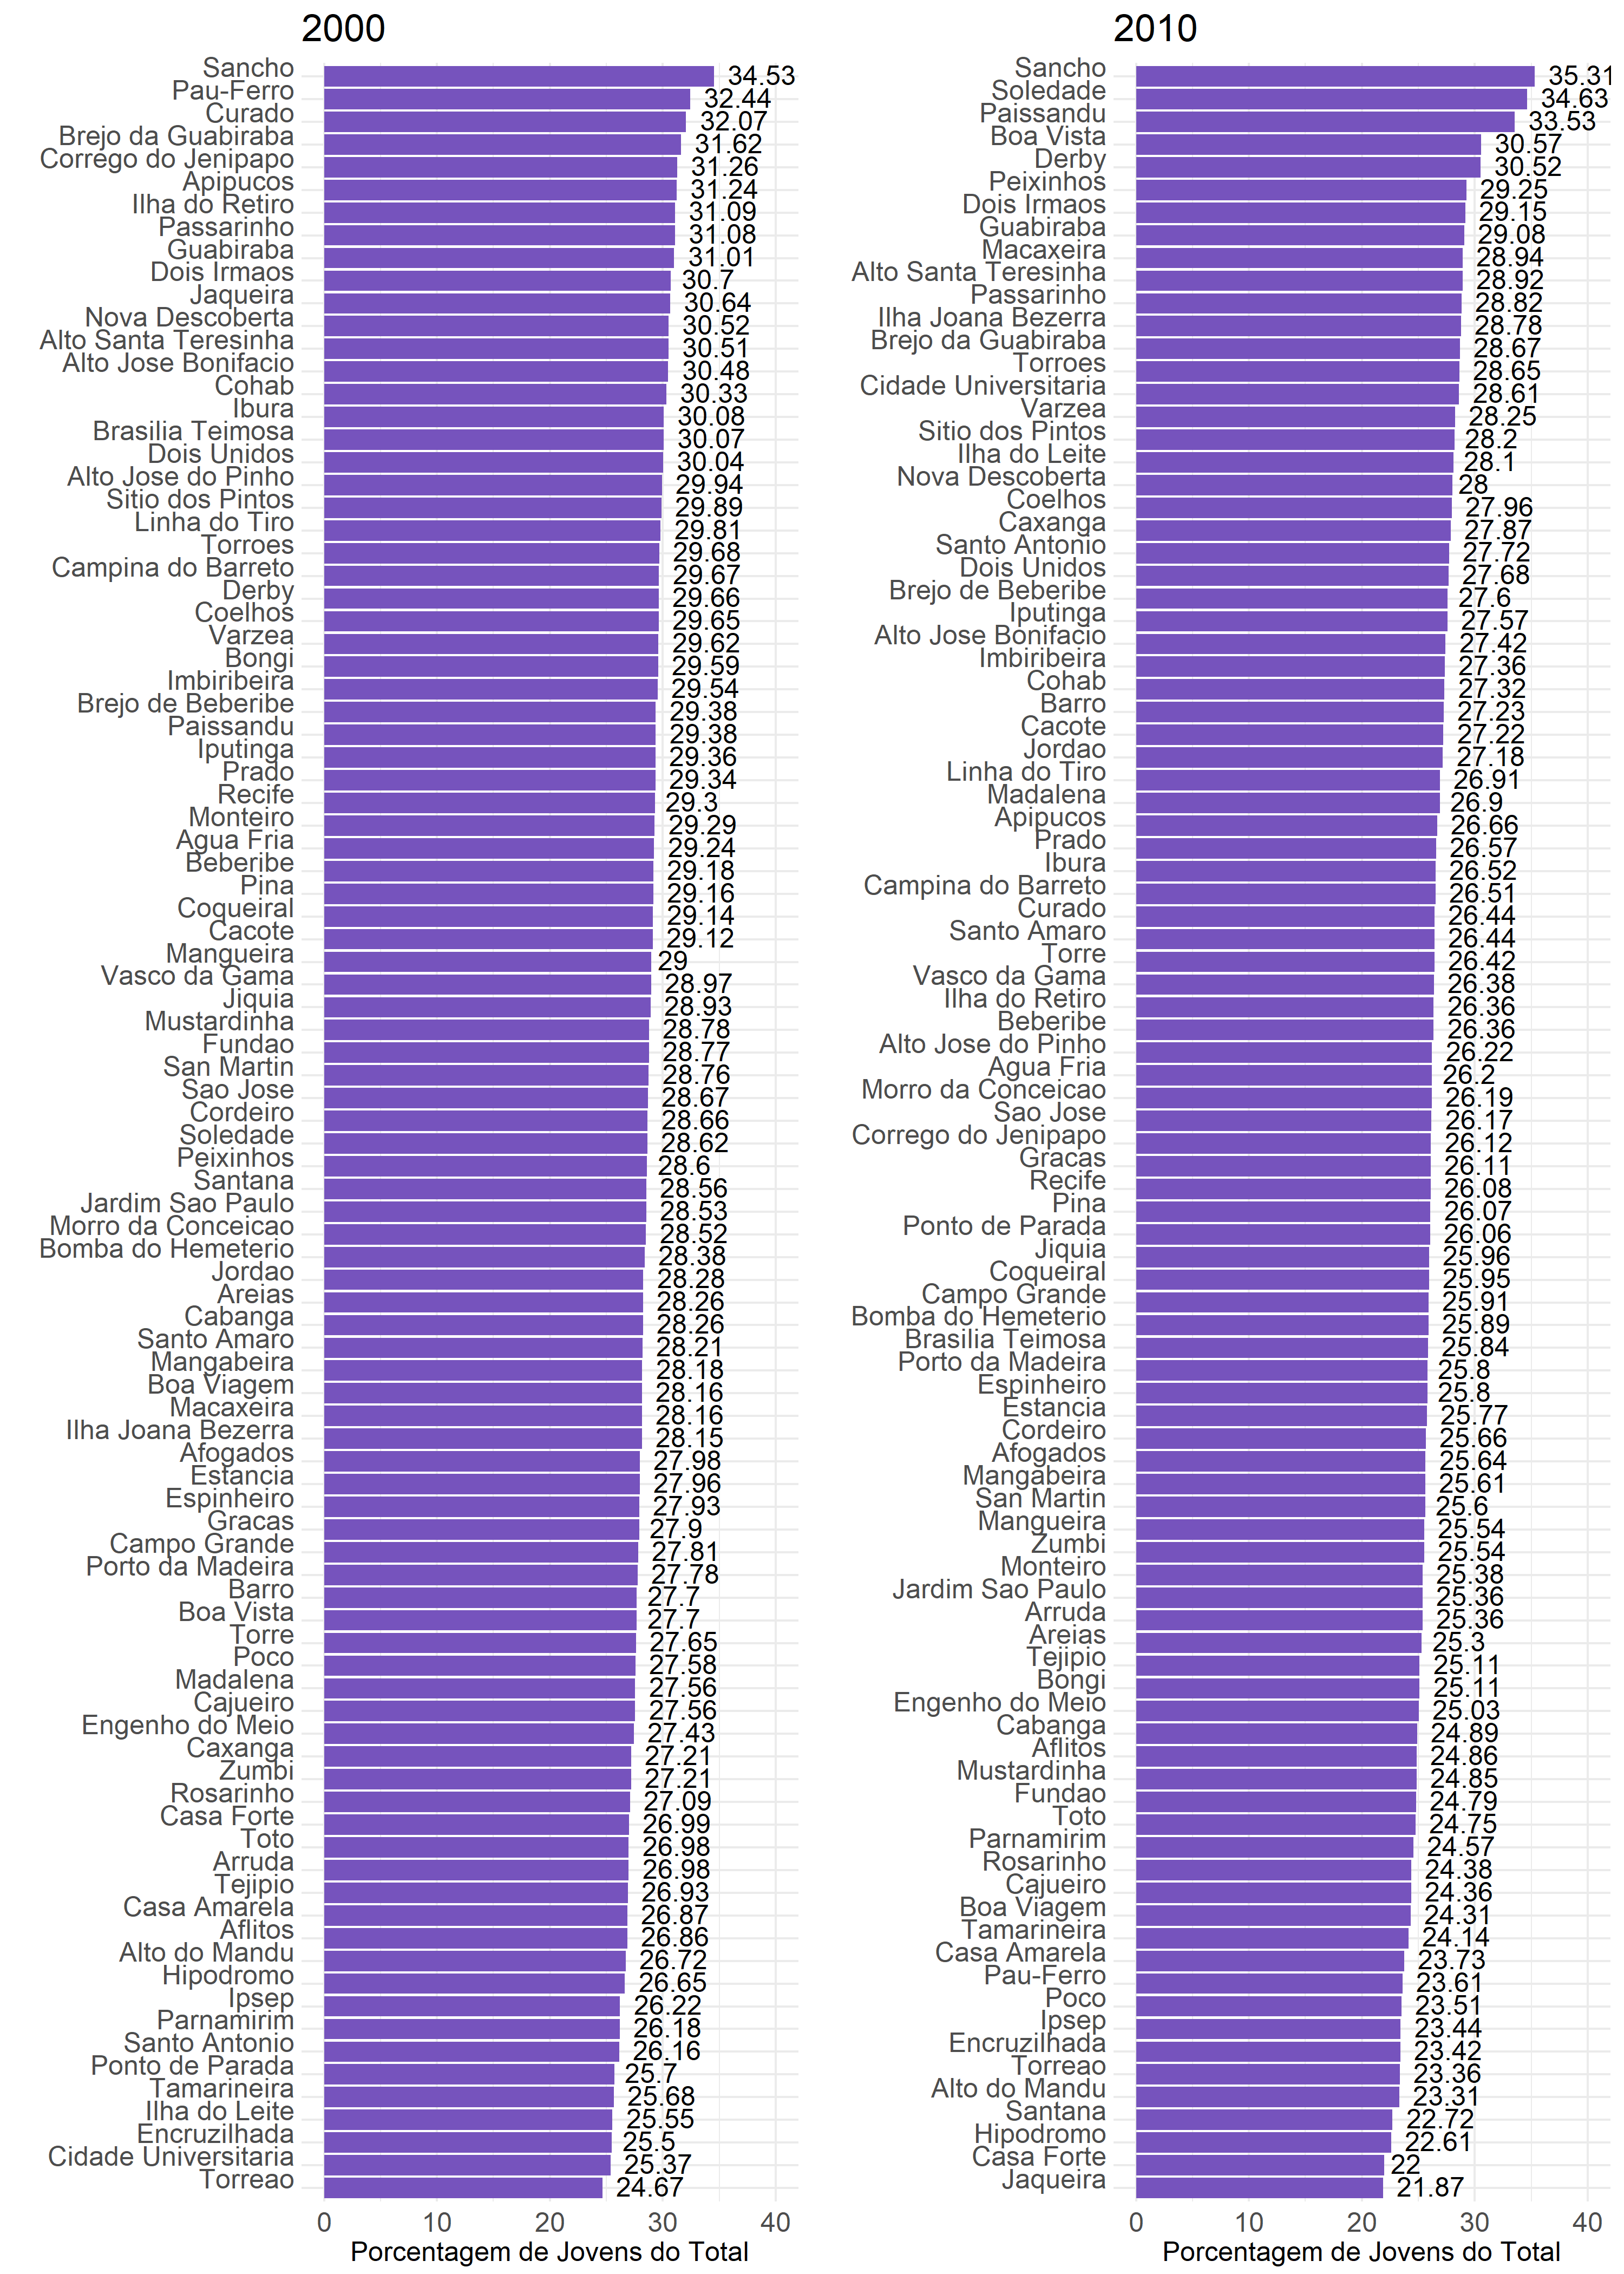 2000
Sancho 34.53
Pau-Ferro 32.44
Curado 32.07
Brejo da Guabiraba 31.62
Corrego do Jenipapo 31.26
Apipucos 31.24
Ilha do Retiro 31.09
Passarinho 31.08
Guabiraba 31.01
Dois Irmaos 30.7
Jaqueira 30.64
Nova Descoberta 30.52
Alto Santa Teresinha 30.51
Alto Jose Bonifacio 30.48
Cohab 30.33
Ibura 30.08
Brasilia Teimosa 30.07
Dois Unidos 30.04
Alto Jose do Pinho 29.94
Sitio dos Pintos 29.89
Linha do Tiro 29.81
Torroes 29.68
Campina do Barreto 29.67
Derby 29.66
Coelhos 29.65
Varzea 29.62
Bongi 29.59
Imbiribeira 29.54
Brejo de Beberibe 29.38
Paissandu 29.38
Iputinga 29.36
Prado 29.34
Recife 29.3
Monteiro 29.29
Agua Fria 29.24
Beberibe 29.18
Pina 29.16
Coqueiral 29.14
Cacote 29.12
Mangueira 29
Vasco da Gama 28.97
Jiquia 28.93
Mustardinha 28.78
Fundao 28.77
San Martin 28.76
Sao Jose 28.67
Cordeiro 28.66
Soledade 28.62
Peixinhos 28.6
Santana 28.56
Jardim Sao Paulo 28.53
Morro da Conceicao 28.52
Bomba do Hemeterio 28.38
Jordao 28.28
Areias 28.26
Cabanga 28.26
Santo Amaro 28.21
Mangabeira 28.18
Boa Viagem 28.16
Macaxeira 28.16
Ilha Joana Bezerra 28.15
Afogados 27.98
Estancia 27.96
Espinheiro 27.93
Gracas 27.9
Campo Grande 27.81
Porto da Madeira 27.78
Barro 27.7
Boa Vista 27.7
Torre 27.65
Poco 27.58
Madalena 27.56
Cajueiro 27.56
Engenho do Meio 27.43
Caxanga 27.21
Zumbi 27.21
Rosarinho 27.09
Casa Forte 26.99
Toto 26.98
Arruda 26.98
Tejipio 26.93
Casa Amarela 26.87
Aflitos 26.86
Alto do Mandu 26.72
Hipodromo 26.65
Ipsep 26.22
Parnamirim 26.18
Santo Antonio 26.16
Ponto de Parada 25.7
Tamarineira 25.68
Ilha do Leite 25.55
Encruzilhada 25.5
Cidade Universitaria 25.37
Torreao 24.67
0 10 20 30 40
Porcentagem de Jovens do Total
2010
Sancho 35.31
Soledade 34.63
Paissandu 33.53
Boa Vista 30.57
Derby 30.52
Peixinhos 29.25
Dois Irmaos 29.15
Guabiraba 29.08
Macaxeira 28.94
Alto Santa Teresinha 28.92
Passarinho 28.82
Ilha Joana Bezerra 28.78
Brejo da Guabiraba 28.67
Torroes 28.65
Cidade Universitaria 28.61
Varzea 28.25
Sitio dos Pintos 28.2
Ilha do Leite 28.1
Nova Descoberta 28
Coelhos 27.96
Caxanga 27.87
Santo Antonio 27.72
Dois Unidos 27.68
Brejo de Beberibe 27.6
Iputinga 27.57
Alto Jose Bonifacio 27.42
Imbiribeira 27.36
Cohab 27.32
Barro 27.23
Cacote 27.22
Jordao 27.18
Linha do Tiro 26.91
Madalena 26.9
Apipucos 26.66
Prado 26.57
Ibura 26.52
Campina do Barreto 26.51
Curado 26.44
Santo Amaro 26.44
Torre 26.42
Vasco da Gama 26.38
Ilha do Retiro 26.36
Beberibe 26.36
Alto Jose do Pinho 26.22
Agua Fria 26.2
Morro da Conceicao 26.19
Sao Jose 26.17
Corrego do Jenipapo 26.12
Gracas 26.11
Recife 26.08
Pina 26.07
Ponto de Parada 26.06
Jiquia 25.96
Coqueiral 25.95
Campo Grande 25.91
Bomba do Hemeterio 25.89
Brasilia Teimosa 25.84
Porto da Madeira 25.8
Espinheiro 25.8
Estancia 25.77
Cordeiro 25.66
Afogados 25.64
Mangabeira 25.61
San Martin 25.6
Mangueira 25.54
Zumbi 25.54
Monteiro 25.38
Jardim Sao Paulo 25.36
Arruda 25.36
Areias 25.3
Tejipio 25.11
Bongi 25.11
Engenho do Meio 25.03
Cabanga 24.89
Aflitos 24.86
Mustardinha 24.85
Fundao 24.79
Toto 24.75
Parnamirim 24.57
Rosarinho 24.38
Cajueiro 24.36
Boa Viagem 24.31
Tamarineira 24.14
Casa Amarela 23.73
Pau-Ferro 23.61
Poco 23.51
Ipsep 23.44
Encruzilhada 23.42
Torreao 23.36
Alto do Mandu 23.31
Santana 22.72
Hipodromo 22.61
Casa Forte 22
Jaqueira 21.87
0 10 20 30 40
Porcentagem de Jovens do Total